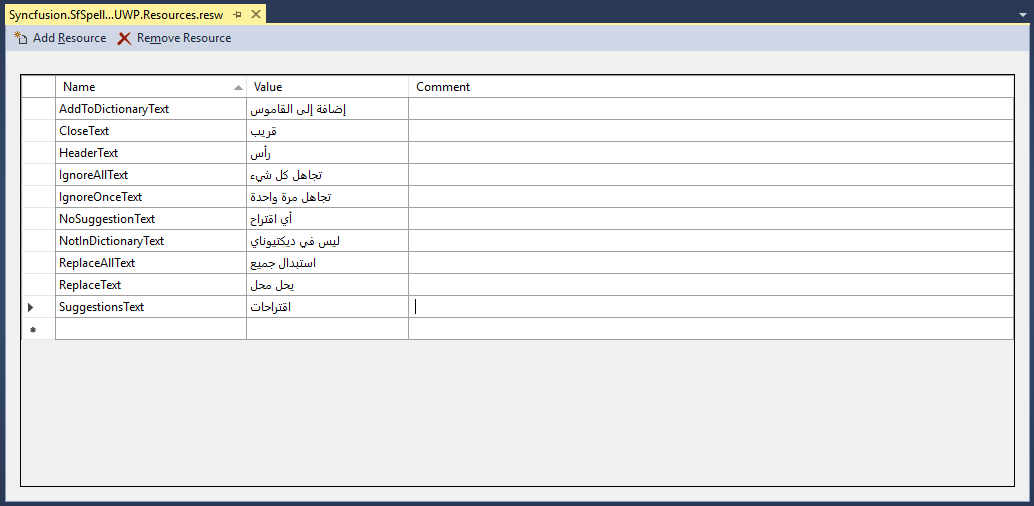 Syncfusion.SfSpell...UWP.Resources.resw
Add Resource Remove Resource
Name Value Comment
AddToDictionaryText إضافة إلى القاموس
CloseText قريب
HeaderText رأس
IgnoreAllText تجاهل كل شيء
IgnoreOnceText تجاهل مرة واحدة
NoSuggestionText أي اقتراح
NotInDictionaryText ليس في ديكتيوناي
ReplaceAllText استبدال جميع
ReplaceText يحل محل
SuggestionsText اقتراحات